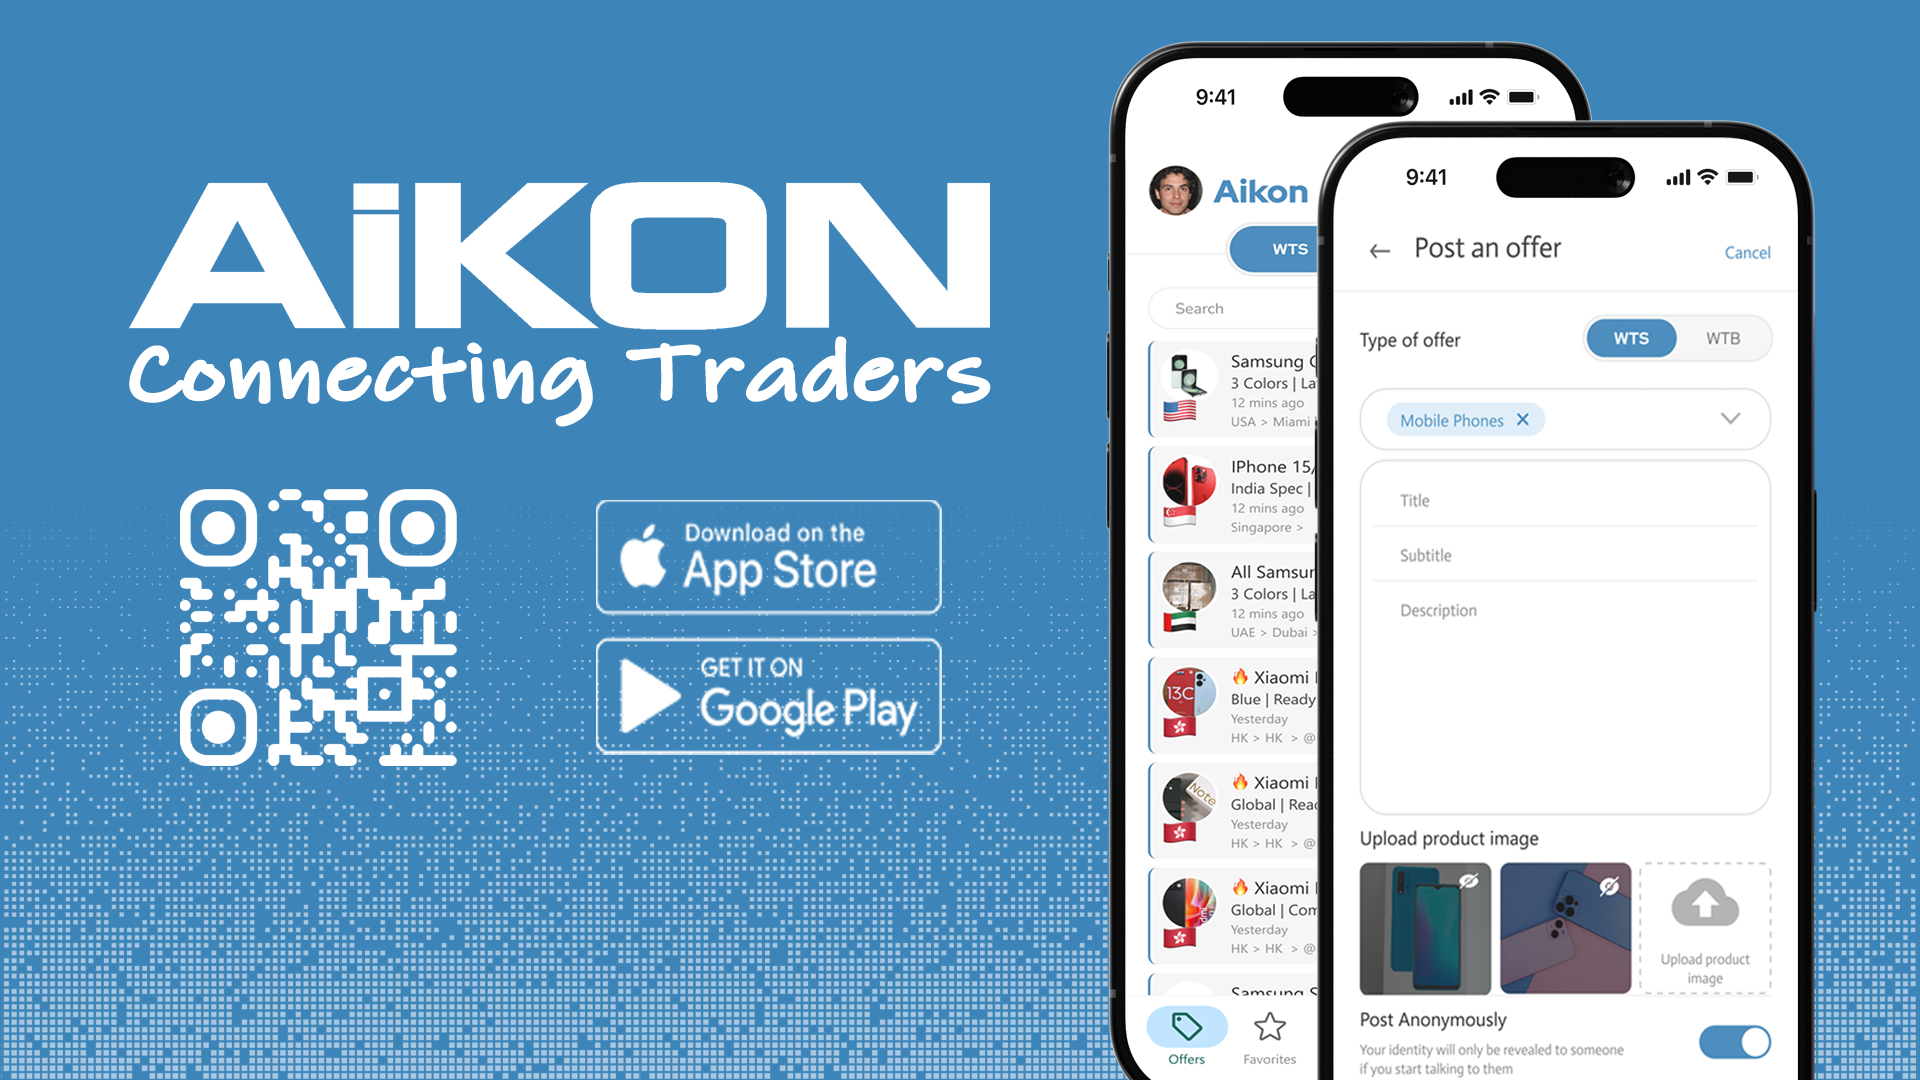 AiKON
Connecting Traders
Download on the
App Store
GET IT ON
Google Play
9:41
Aikon
WTS
Search
Samsung
3 Colors | La
12 mins ago
USA > Miami
IPhone 15/
India Spec |
12 mins ago
Singapore >
All Samsun
3 Colors | La
12 mins ago
UAE > Dubai >
Xiaomi
Blue | Ready
Yesterday
HK > HK > @
13C
Xiaomi
Global | Read
Yesterday
HK > HK > @
Note
Xiaomi
Global | Com
Yesterday
HK > HK > @
Samsung S
Offers
Favorites
9:41
Post an offer
Cancel
Type of offer
WTS
WTB
Mobile Phones
Title
Subtitle
Description
Upload product image
Upload product
image
Post Anonymously
Your identity will only be revealed to someone
if you start talking to them